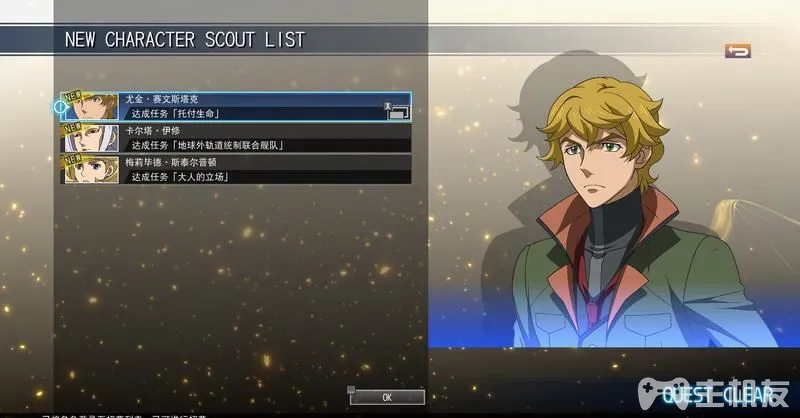 NEW CHARACTER SCOUT LIST
NEW
尤金·赛文斯塔克
达成任务「托付生命」
X
NEW
卡尔塔·伊修
达成任务「地球外轨道统制联合舰队」
NEW
梅莉毕德·斯泰尔普顿
达成任务「大人的立场」
OK
QUEST CLEAR
主机友